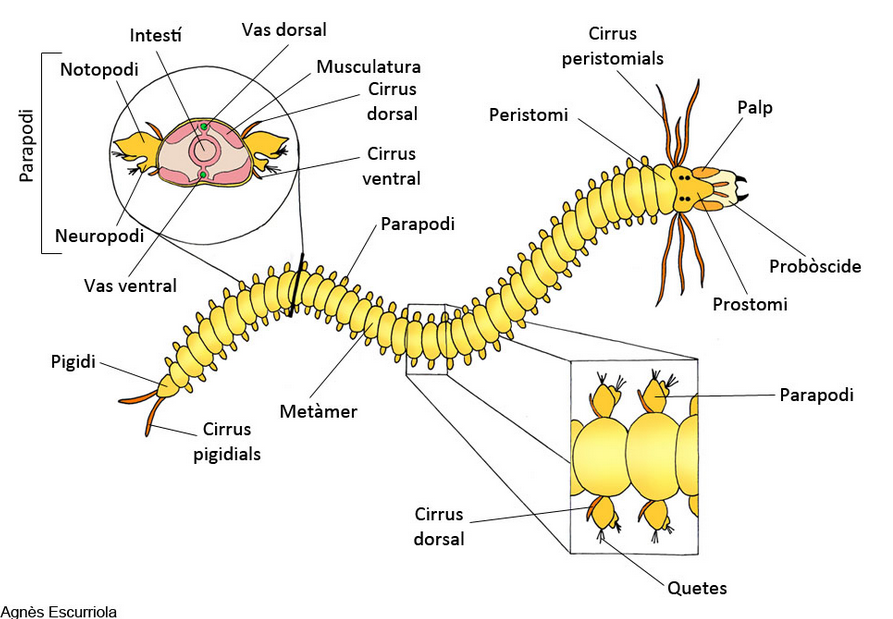 Intestí
Vas dorsal
Notopodi
Musculatura
Cirrus
dorsal
Cirrus
ventral
Parapodi
Neuropodi
Vas ventral
Cirrus
peristomials
Peristomi
Palp
Probòscide
Prostomi
Parapodi
Pigidi
Metàmer
Cirrus
pigidials
Parapodi
Cirrus
dorsal
Quetes
Agnès Escurriola